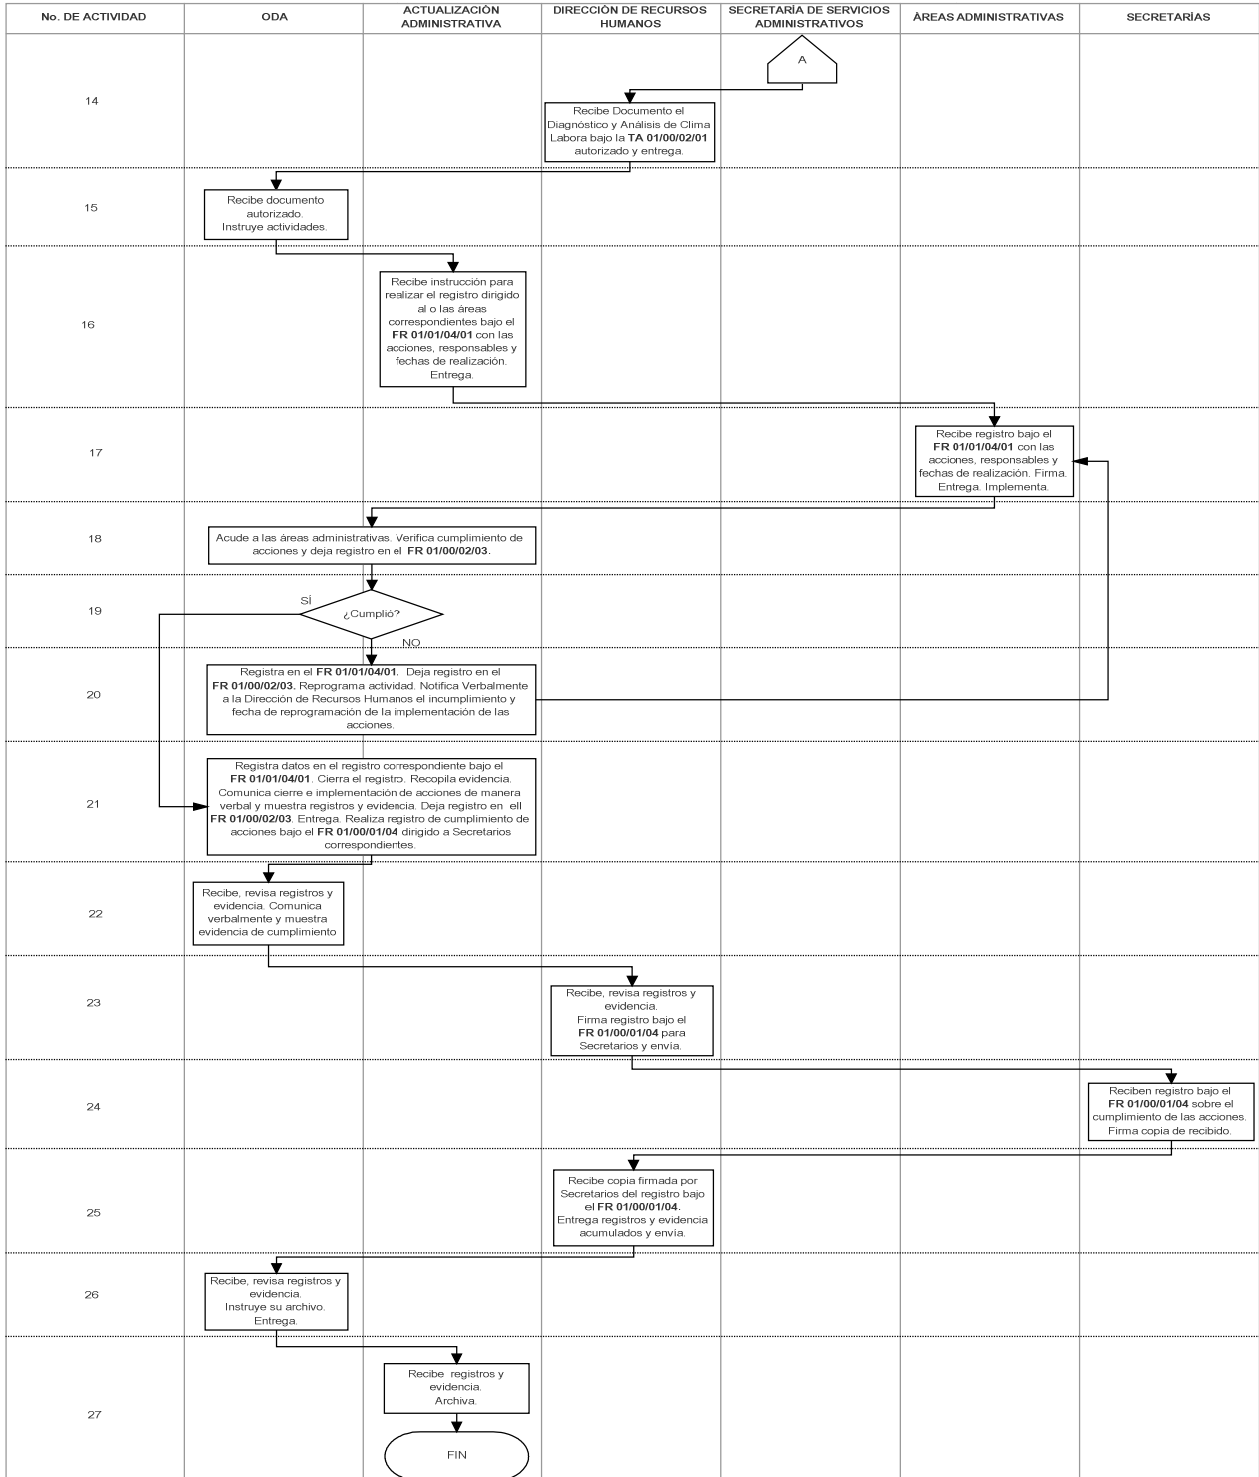 No. DE ACTIVIDAD
ODA
ACTUALIZACIÓN
ADMINISTRATIVA
DIRECCIÓN DE RECURSOS
HUMANOS
SECRETARÍA DE SERVICIOS
ADMINISTRATIVOS
ÁREAS ADMINISTRATIVAS
SECRETARÍAS
A
14
Recibe Documento el
Diagnóstico y Análisis de Clima
Labora bajo la TA 01/00/02/01
autorizado y entrega.
15
Recibe documento
autorizado.
Instruye actividades.
16
Recibe instrucción para
realizar el registro dirigido
al o las áreas
correspondientes bajo el
FR 01/01/04/01 con las
acciones, responsables y
fechas de realización.
Entrega.
17
Recibe registro bajo el
FR 01/01/04/01 con las
acciones, responsables y
fechas de realización. Firma.
Entrega. Implementa.
18
Acude a las áreas administrativas. Verifica cumplimiento de
acciones y deja registro en el FR 01/00/02/03.
19
SÍ
¿Cumplió?
NO
20
Registra en el FR 01/01/04/01. Deja registro en el
FR 01/00/02/03. Reprograma actividad. Notifica Verbalmente
a la Dirección de Recursos Humanos el incumplimiento y
fecha de reprogramación de la implementación de las
acciones.
21
Registra datos en el registro correspondiente bajo el
FR 01/01/04/01. Cierra el registro. Recopila evidencia.
Comunica cierre e implementación de acciones de manera
verbal y muestra registros y evidencia. Deja registro en ell
FR 01/00/02/03. Entrega. Realiza registro de cumplimiento de
acciones bajo el FR 01/00/01/04 dirigido a Secretarios
correspondientes.
22
Recibe, revisa registros y
evidencia. Comunica
verbalmente y muestra
evidencia de cumplimiento
23
Recibe, revisa registros y
evidencia.
Firma registro bajo el
FR 01/00/01/04 para
Secretarios y envía.
24
Reciben registro bajo el
FR 01/00/01/04 sobre el
cumplimiento de las acciones.
Firma copia de recibido.
25
Recibe copia firmada por
Secretarios del registro bajo
el FR 01/00/01/04.
Entrega registros y evidencia
acumulados y envía.
26
Recibe, revisa registros y
evidencia.
Instruye su archivo.
Entrega.
27
Recibe registros y
evidencia.
Archiva.
FIN